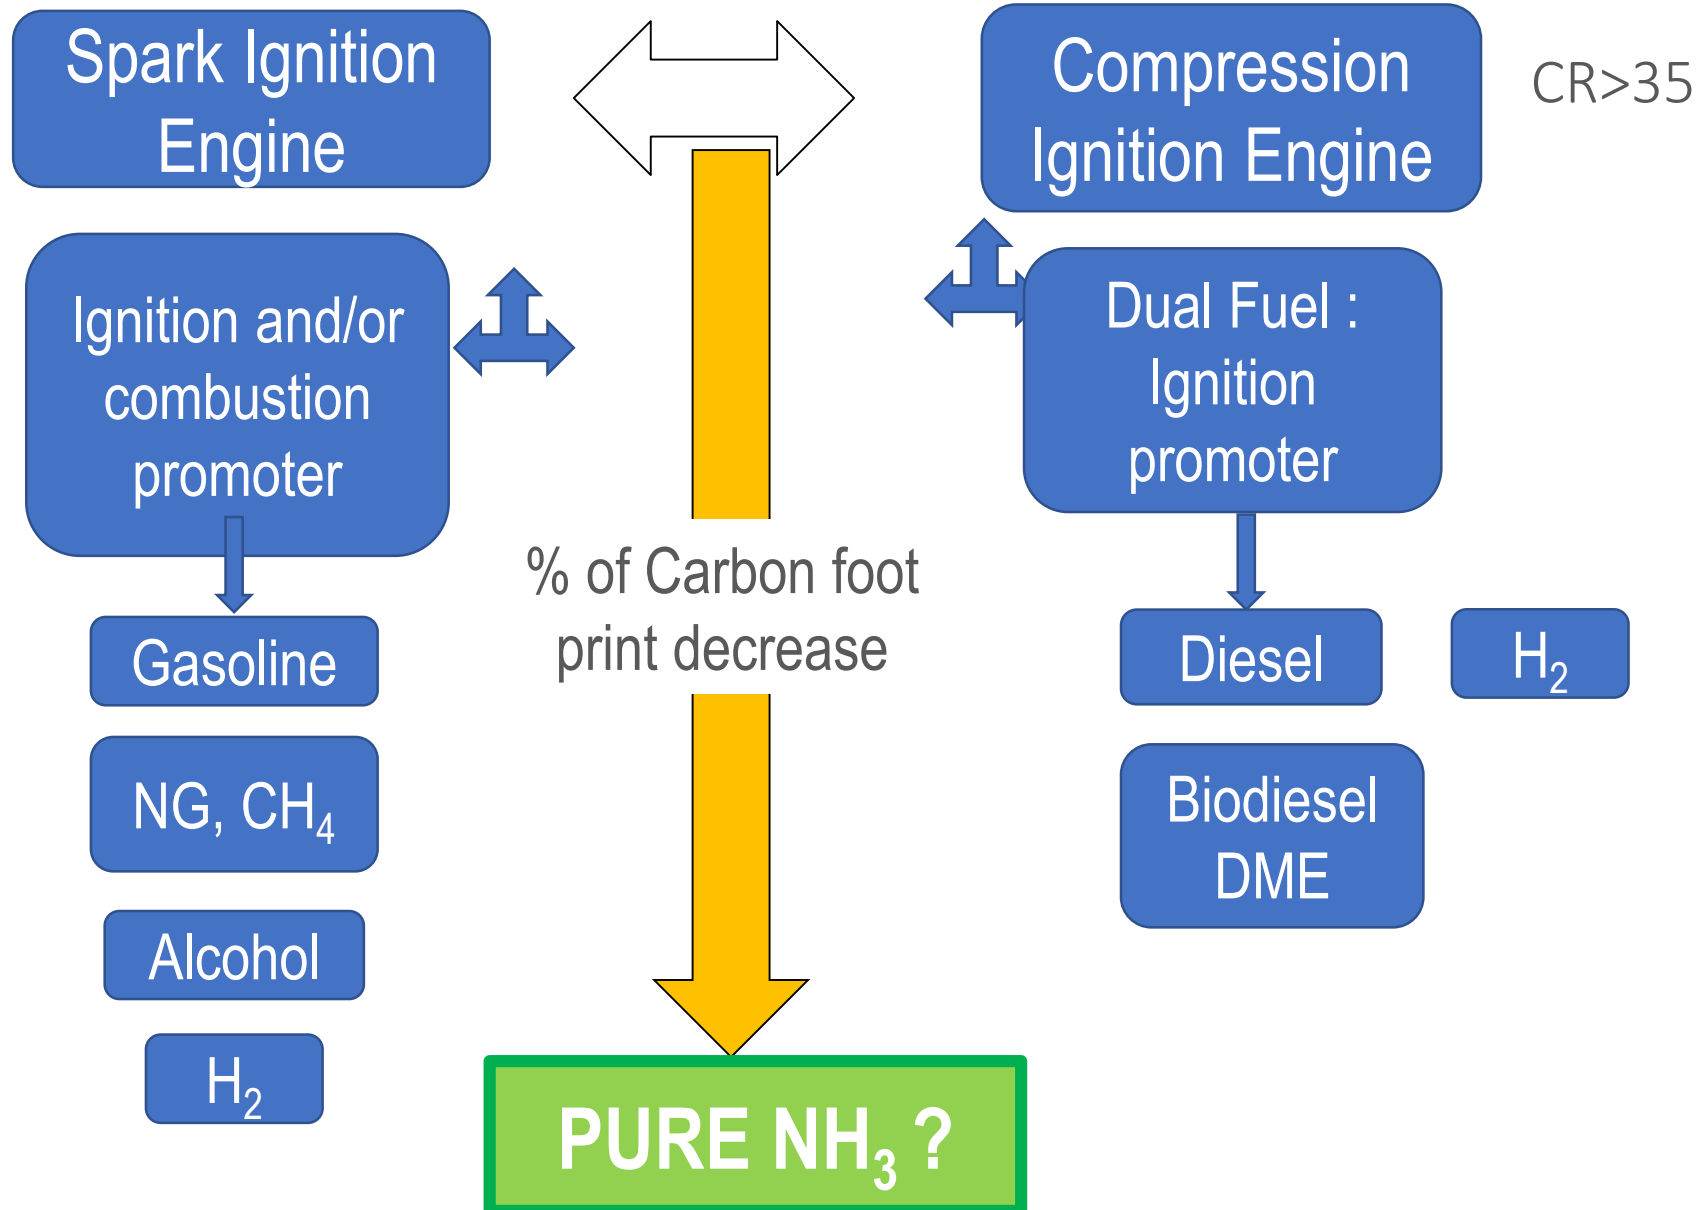 Spark Ignition
Engine
Compression
Ignition Engine
CR>35
Ignition and/or
combustion
promoter
Dual Fuel :
Ignition
promoter
% of Carbon foot
print decrease
Gasoline
NG, CH₄
Alcohol
H₂
Diesel
H₂
Biodiesel
DME
PURE NH₃ ?